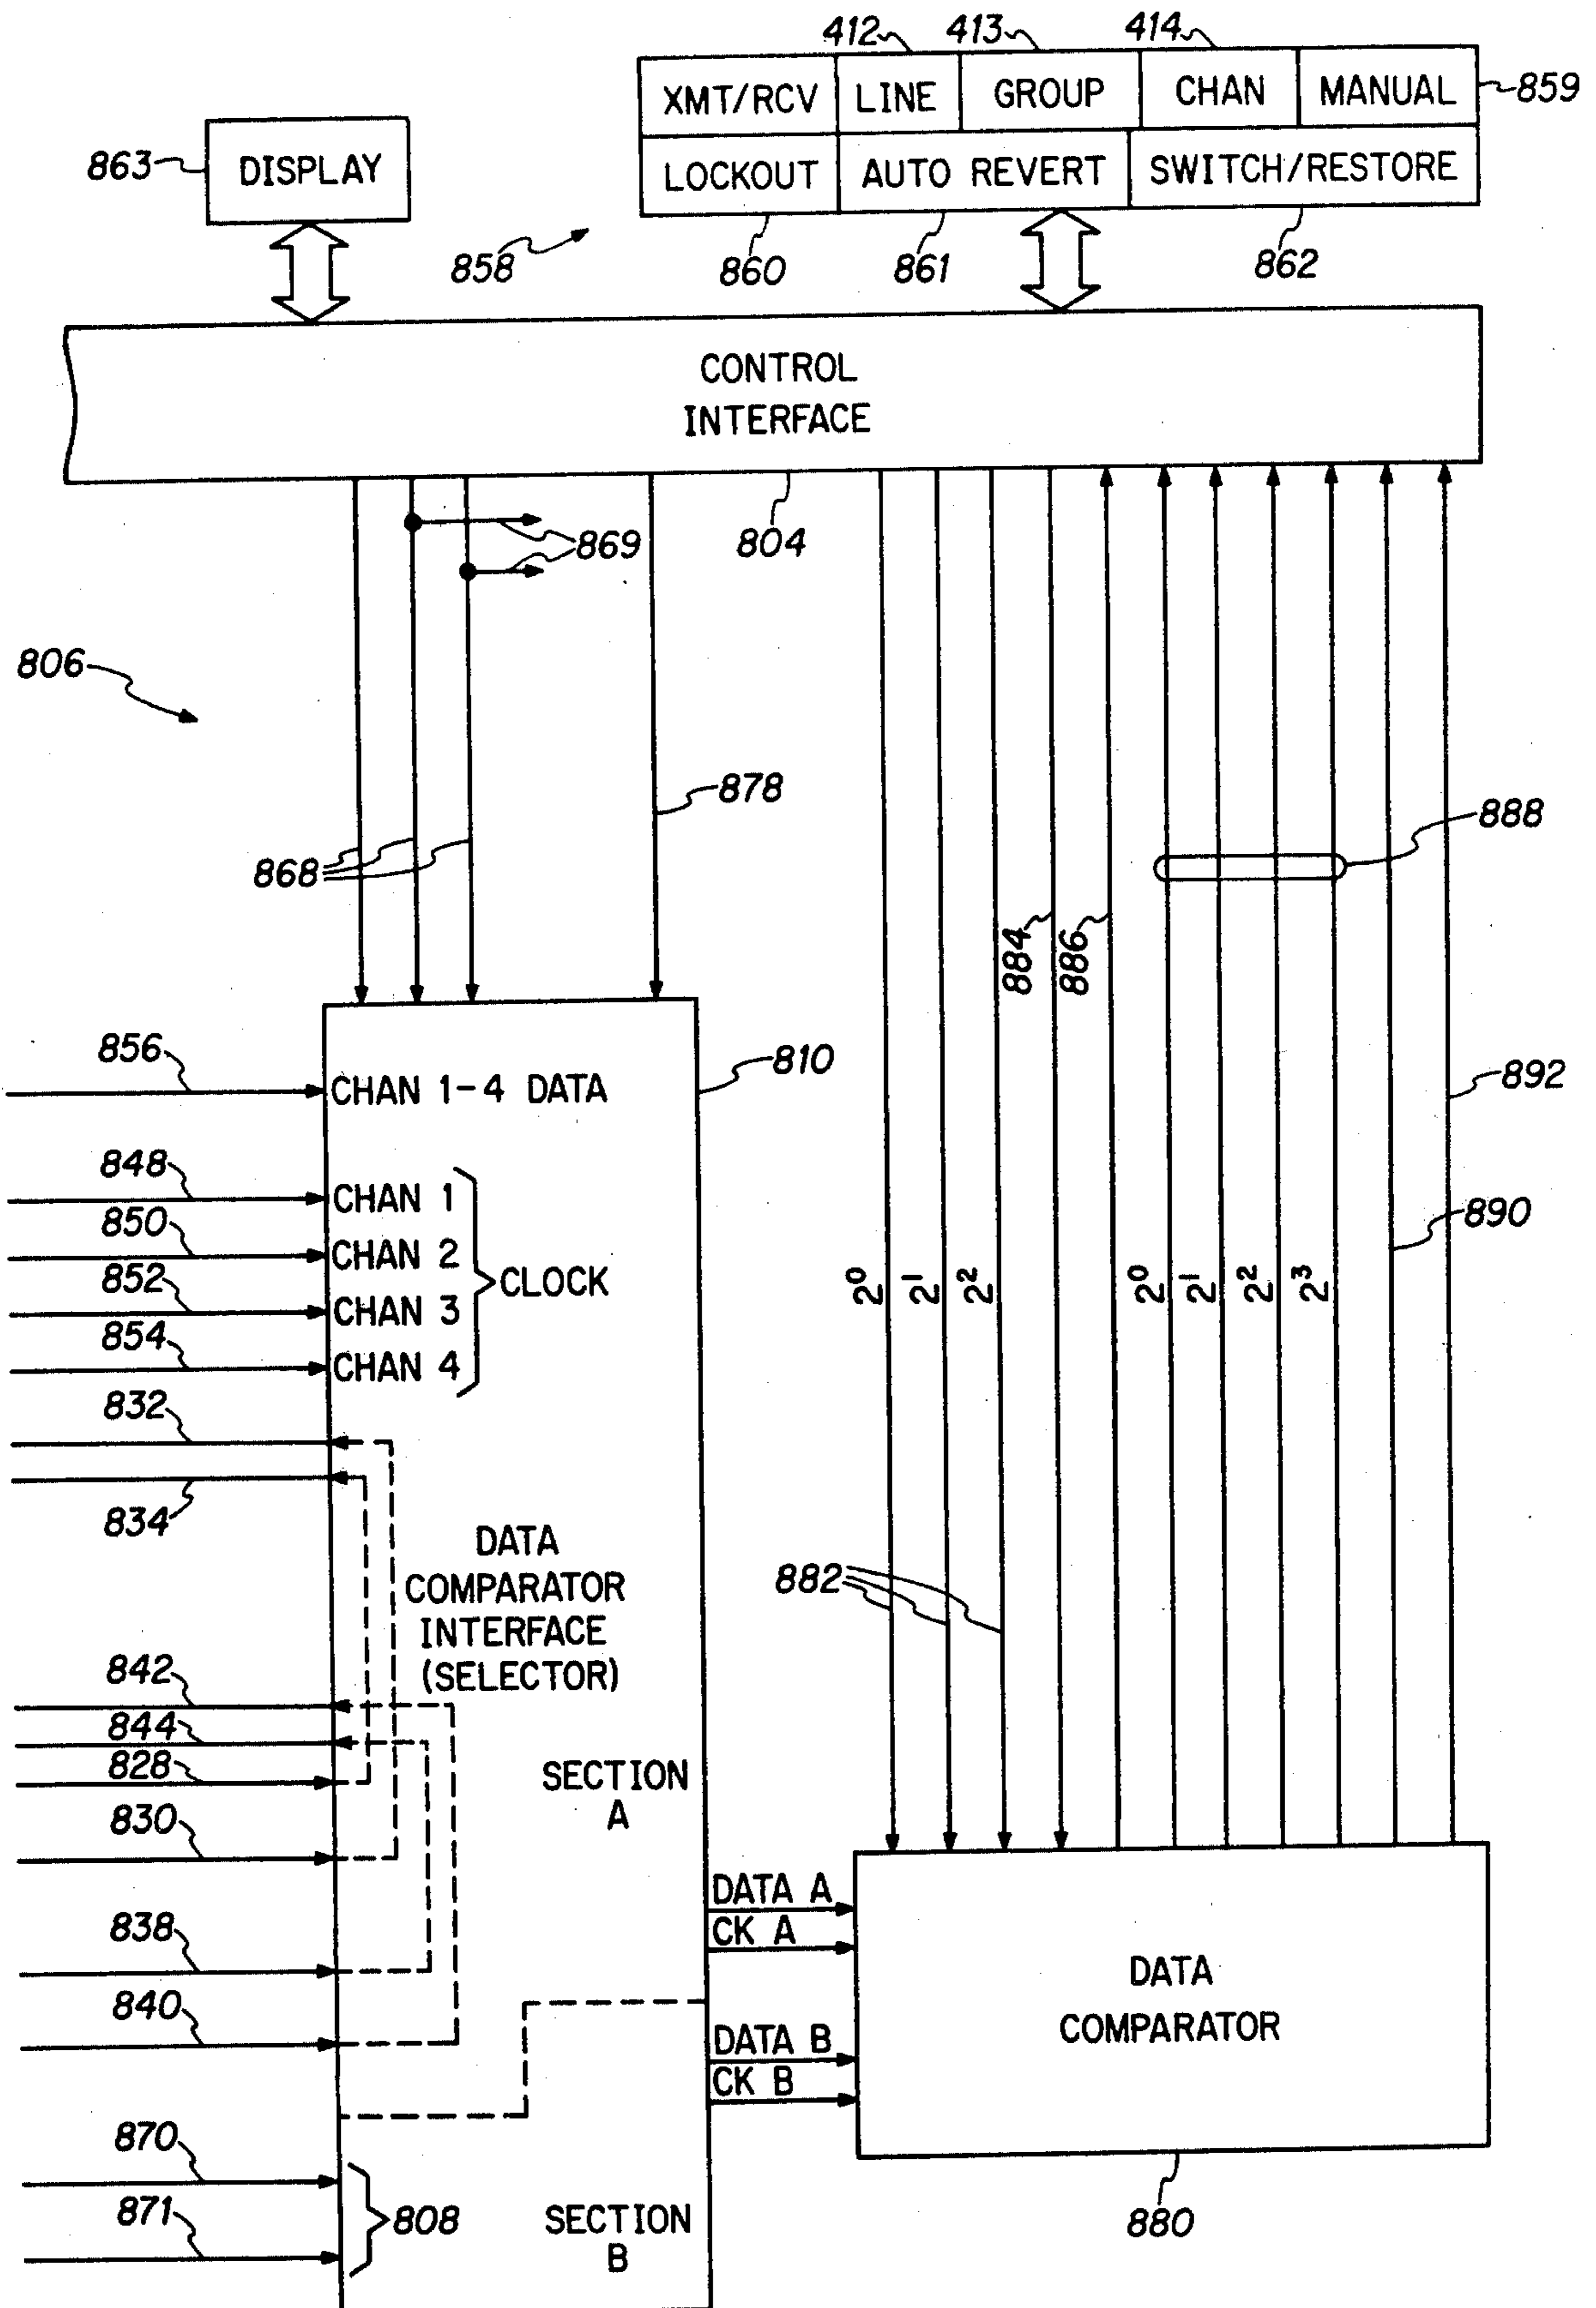 412 413 414
XMT/RCV LINE GROUP CHAN MANUAL 859
863 DISPLAY LOCKOUT AUTO REVERT SWITCH/RESTORE
858 860 861 862
CONTROL
INTERFACE
869 804
806
878
888
868
884 886
856 810
CHAN 1-4 DATA 892
848 CHAN 1
850 CHAN 2 890
CLOCK 2⁰ 2¹ 2² 2⁰ 2¹ 2² 2³
852 CHAN 3
854 CHAN 4
832
834
DATA
COMPARATOR
INTERFACE
(SELECTOR)
882
842
844
828 SECTION
A
830
DATA A
CK A
838
DATA
COMPARATOR
840
DATA B
CK B
870
871 808 SECTION
B
880